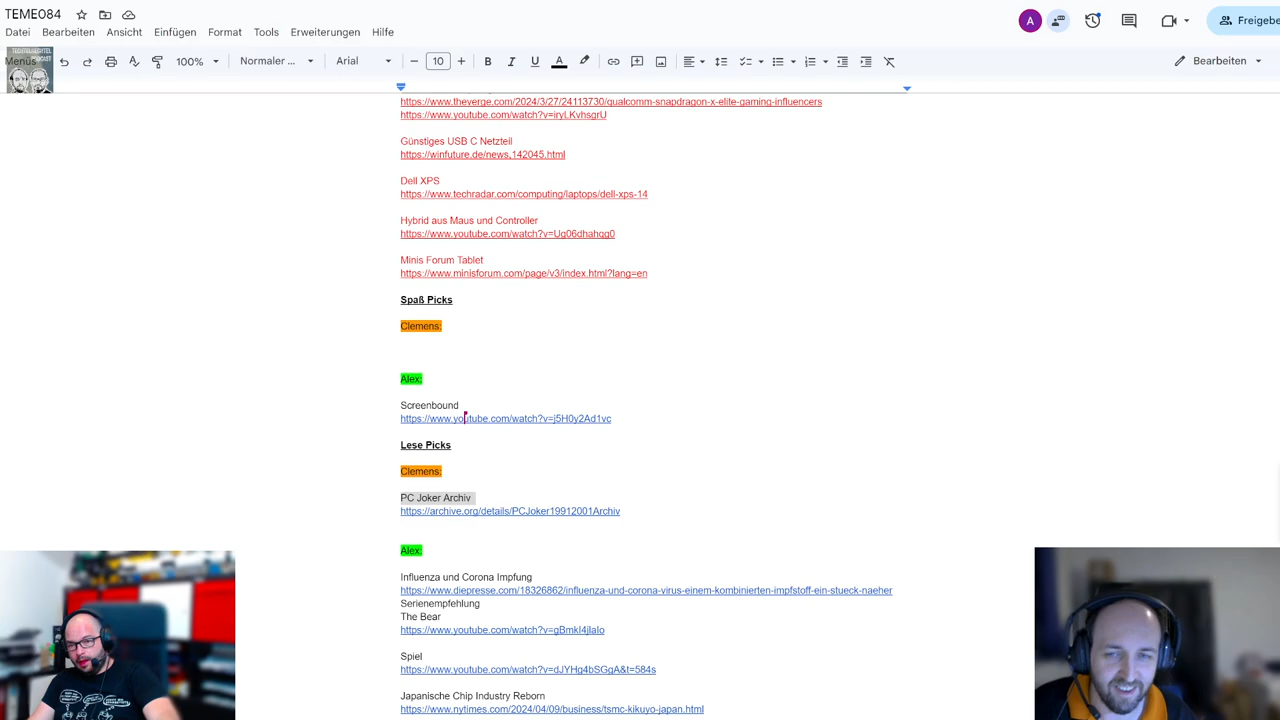 TEME084
Datei Bearbeiten Ansicht Einfügen Format Tools Erweiterungen Hilfe
A
Freigebe
Menüs
100% Normaler ... Arial 10
Bearbeiten
https://www.theverge.com/2024/3/27/24113730/qualcomm-snapdragon-x-elite-gaming-influencers
https://www.youtube.com/watch?v=iryLKvhsgrU
Günstiges USB C Netzteil
https://winfuture.de/news,142045.html
Dell XPS
https://www.techradar.com/computing/laptops/dell-xps-14
Hybrid aus Maus und Controller
https://www.youtube.com/watch?v=Ug06dhahqg0
Minis Forum Tablet
https://www.minisforum.com/page/v3/index.html?lang=en
Spaß Picks
Clemens:
Alex:
Screenbound
https://www.youtube.com/watch?v=j5H0y2Ad1vc
Lese Picks
Clemens:
PC Joker Archiv
https://archive.org/details/PCJoker19912001Archiv
Alex:
Influenza und Corona Impfung
https://www.diepresse.com/18326862/influenza-und-corona-virus-einem-kombinierten-impfstoff-ein-stueck-naeher
Serienempfehlung
The Bear
https://www.youtube.com/watch?v=gBmkI4jlaIo
Spiel
https://www.youtube.com/watch?v=dJYHg4bSGgA&t=584s
Japanische Chip Industry Reborn
https://www.nytimes.com/2024/04/09/business/tsmc-kikuyo-japan.html